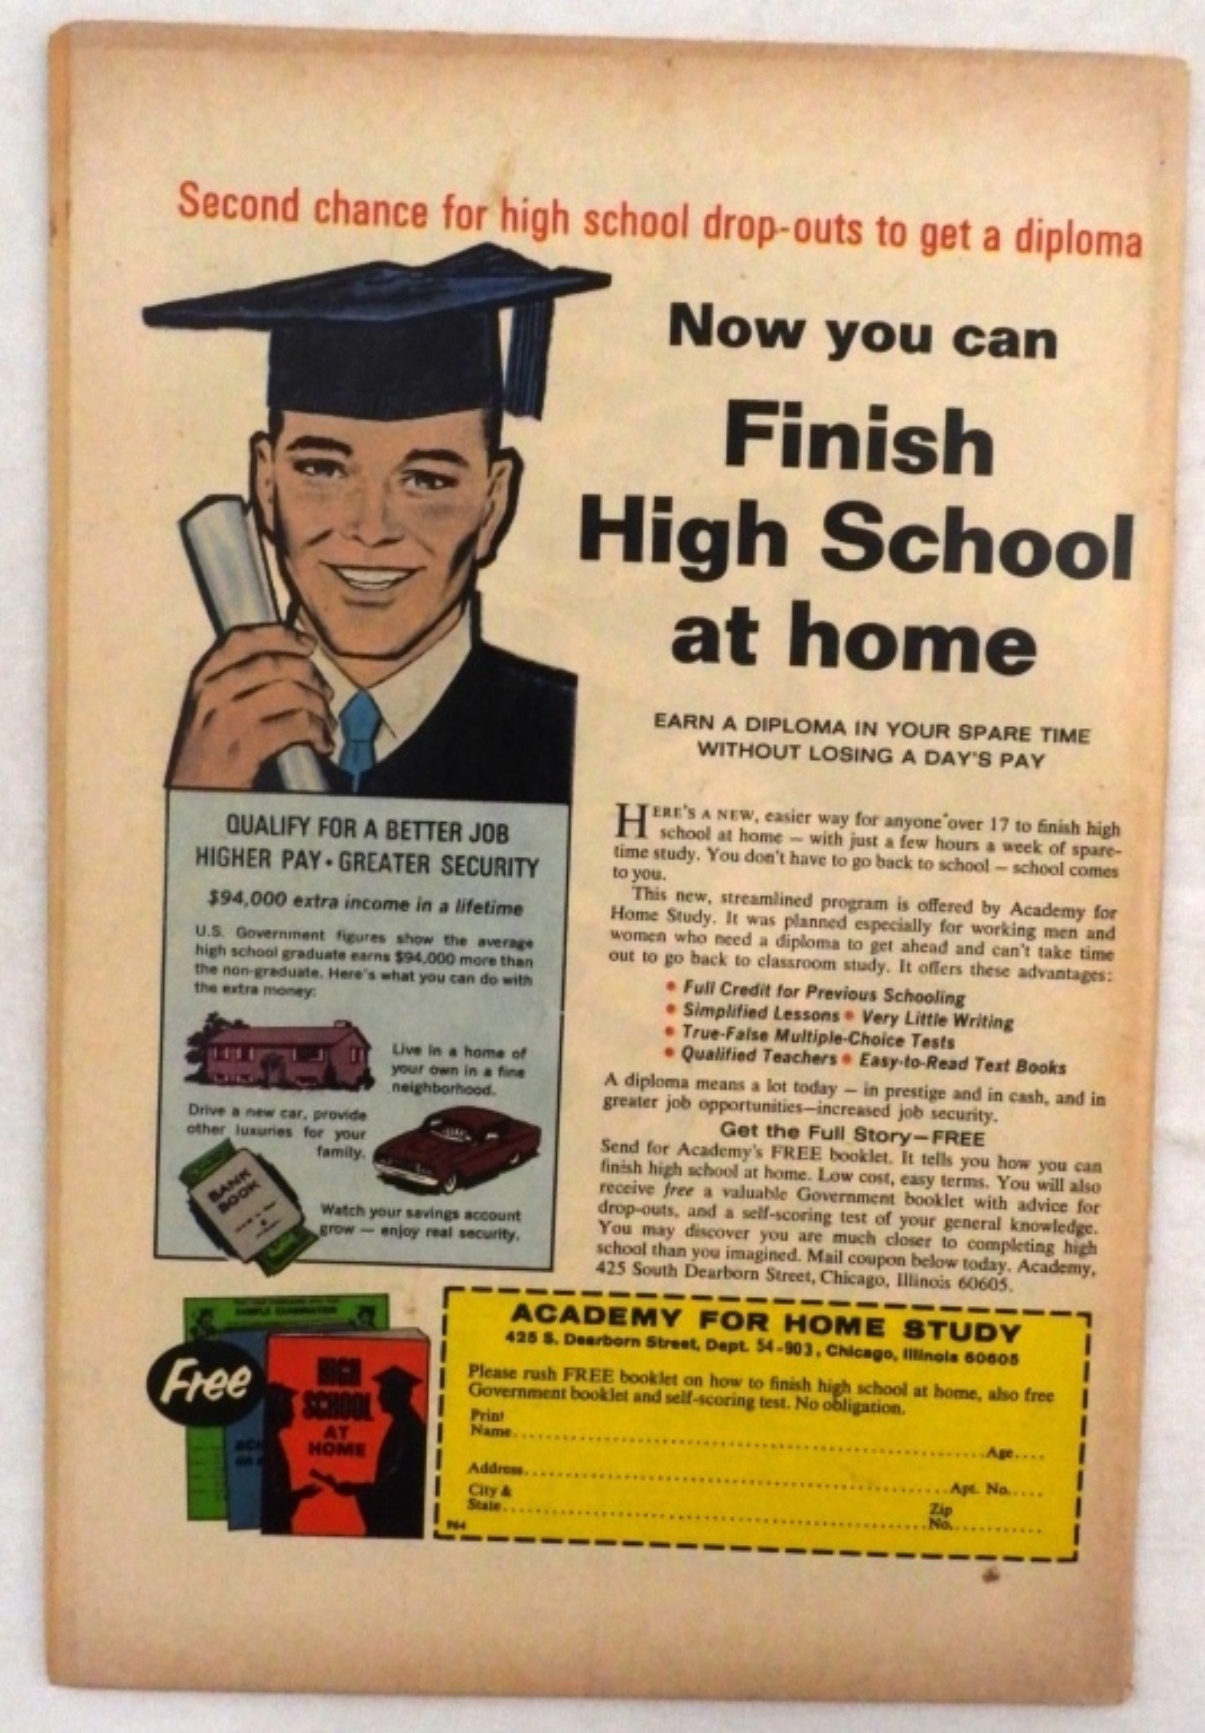 Second chance for high school drop-outs to get a diploma
Now you can
Finish
High School
at home
EARN A DIPLOMA IN YOUR SPARE TIME
WITHOUT LOSING A DAY'S PAY
QUALIFY FOR A BETTER JOB
HIGHER PAY • GREATER SECURITY
$94,000 extra income in a lifetime
U.S. Government figures show the average
high school graduate earns $94,000 more than
the non-graduate. Here's what you can do with
the extra money:
Live in a home of
your own in a fine
neighborhood.
Drive a new car, provide
other luxuries for your
family.
BANK
BOOK
Watch your savings account
grow — enjoy real security.
HERE'S A NEW, easier way for anyone over 17 to finish high
school at home — with just a few hours a week of spare-
time study. You don't have to go back to school — school comes
to you.
This new, streamlined program is offered by Academy for
Home Study. It was planned especially for working men and
women who need a diploma to get ahead and can't take time
out to go back to classroom study. It offers these advantages:
• Full Credit for Previous Schooling
• Simplified Lessons • Very Little Writing
• True-False Multiple-Choice Tests
• Qualified Teachers • Easy-to-Read Text Books
A diploma means a lot today — in prestige and in cash, and in
greater job opportunities—increased job security.
Get the Full Story—FREE
Send for Academy's FREE booklet. It tells you how you can
finish high school at home. Low cost, easy terms. You will also
receive free a valuable Government booklet with advice for
drop-outs, and a self-scoring test of your general knowledge.
You may discover you are much closer to completing high
school than you imagined. Mail coupon below today. Academy,
425 South Dearborn Street, Chicago, Illinois 60605.
SAMPLE EXAMINATION
Free
HIGH
SCHOOL
AT
HOME
ACADEMY FOR HOME STUDY
425 S. Dearborn Street, Dept. 54-903, Chicago, Illinois 60605
Please rush FREE booklet on how to finish high school at home, also free
Government booklet and self-scoring test. No obligation.
Print
Name.......... Age....
Address.......... Apt. No.....
City &
State.......... Zip
No..........
964